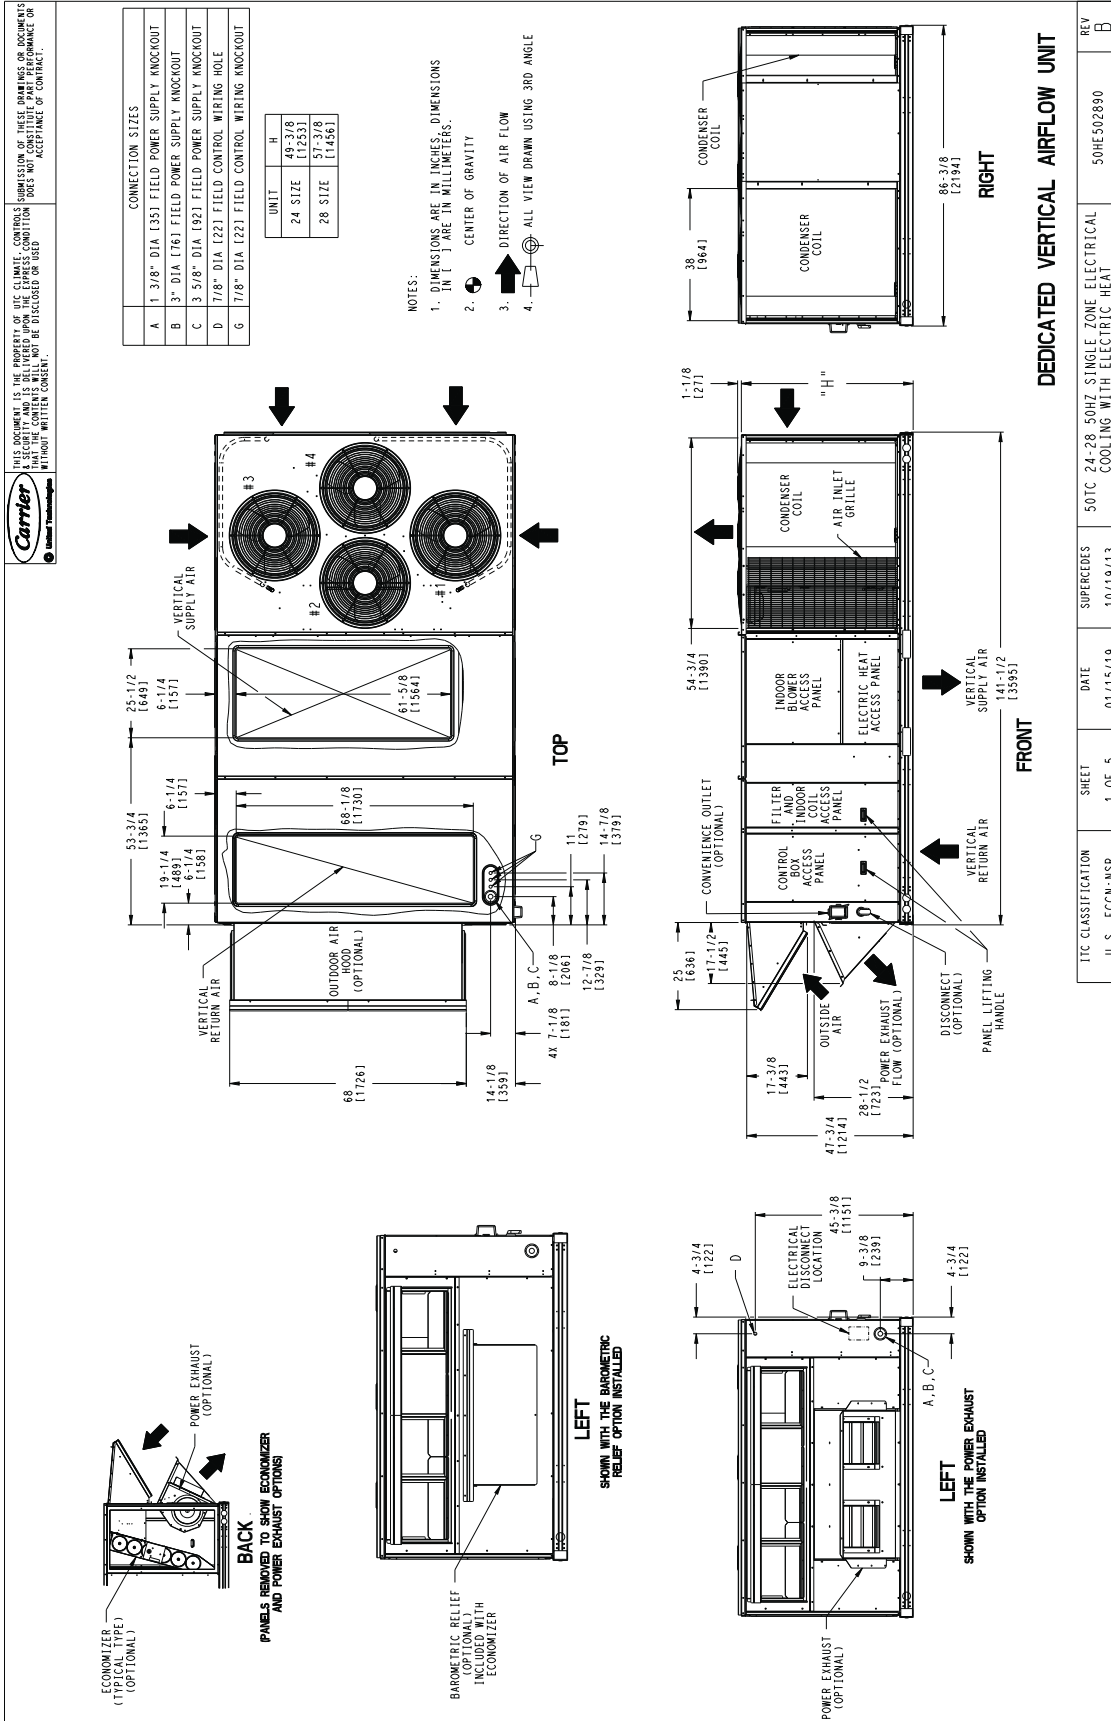 Carrier
United Technologies
THIS DOCUMENT IS THE PROPERTY OF UTC CLIMATE, CONTROLS
& SECURITY AND IS DELIVERED UPON THE EXPRESS CONDITION
THAT THE CONTENTS WILL NOT BE DISCLOSED OR USED
WITHOUT WRITTEN CONSENT.
SUBMISSION OF THESE DRAWINGS OR DOCUMENTS
DOES NOT CONSTITUTE PART PERFORMANCE OR
ACCEPTANCE OF CONTRACT.
CONNECTION SIZES
A 1 3/8" DIA [35] FIELD POWER SUPPLY KNOCKOUT
B 3" DIA [76] FIELD POWER SUPPLY KNOCKOUT
C 3 5/8" DIA [92] FIELD POWER SUPPLY KNOCKOUT
D 7/8" DIA [22] FIELD CONTROL WIRING HOLE
G 7/8" DIA [22] FIELD CONTROL WIRING KNOCKOUT
UNIT H
24 SIZE 49-3/8
[1253]
28 SIZE 57-3/8
[1456]
NOTES:
1. DIMENSIONS ARE IN INCHES, DIMENSIONS
IN [ ] ARE IN MILLIMETERS.
2. CENTER OF GRAVITY
3. DIRECTION OF AIR FLOW
4. ALL VIEW DRAWN USING 3RD ANGLE
ECONOMIZER
(TYPICAL TYPE)
(OPTIONAL)
POWER EXHAUST
(OPTIONAL)
BACK
(PANELS REMOVED TO SHOW ECONOMIZER
AND POWER EXHAUST OPTIONS)
53-3/4
[1365]
25-1/2
[649]
6-1/4
[157]
19-1/4
[489]
6-1/4
[158]
6-1/4
[157]
VERTICAL
SUPPLY AIR
VERTICAL
RETURN AIR
#1
#2
#3
#4
68-1/8
[1730]
61-5/8
[1564]
OUTDOOR AIR
HOOD
(OPTIONAL)
68
[1726]
14-1/8
[359]
A,B,C
G
4X 7-1/8
[181]
8-1/8
[206]
12-7/8
[329]
11
[279]
14-7/8
[379]
TOP
BAROMETRIC RELIEF
(OPTIONAL)
INCLUDED WITH
ECONOMIZER
LEFT
SHOWN WITH THE BAROMETRIC
RELIEF OPTION INSTALLED
POWER EXHAUST
(OPTIONAL)
4-3/4
[122]
D
ELECTRICAL
DISCONNECT
LOCATION
45-3/8
[1151]
9-3/8
[239]
4-3/4
[122]
A,B,C
LEFT
SHOWN WITH THE POWER EXHAUST
OPTION INSTALLED
47-3/4
[1214]
17-3/8
[443]
28-1/2
[723]
25
[636]
17-1/2
[445]
OUTSIDE
AIR
POWER EXHAUST
FLOW (OPTIONAL)
CONVENIENCE OUTLET
(OPTIONAL)
DISCONNECT
(OPTIONAL)
PANEL LIFTING
HANDLE
CONTROL
BOX
ACCESS
PANEL
FILTER
AND
INDOOR
COIL
ACCESS
PANEL
INDOOR
BLOWER
ACCESS
PANEL
ELECTRIC HEAT
ACCESS PANEL
54-3/4
[1390]
CONDENSER
COIL
AIR INLET
GRILLE
1-1/8
[27]
"H"
VERTICAL
RETURN AIR
VERTICAL
SUPPLY AIR
141-1/2
[3595]
FRONT
38
[964]
CONDENSER
COIL
CONDENSER
COIL
86-3/8
[2194]
RIGHT
DEDICATED VERTICAL AIRFLOW UNIT
ITC CLASSIFICATION
U.S. ECCN:NSR
SHEET
1 OF 5
DATE
01/15/19
SUPERCEDES
10/19/13
50TC 24-28 50HZ SINGLE ZONE ELECTRICAL
COOLING WITH ELECTRIC HEAT
50HE502890
REV
B